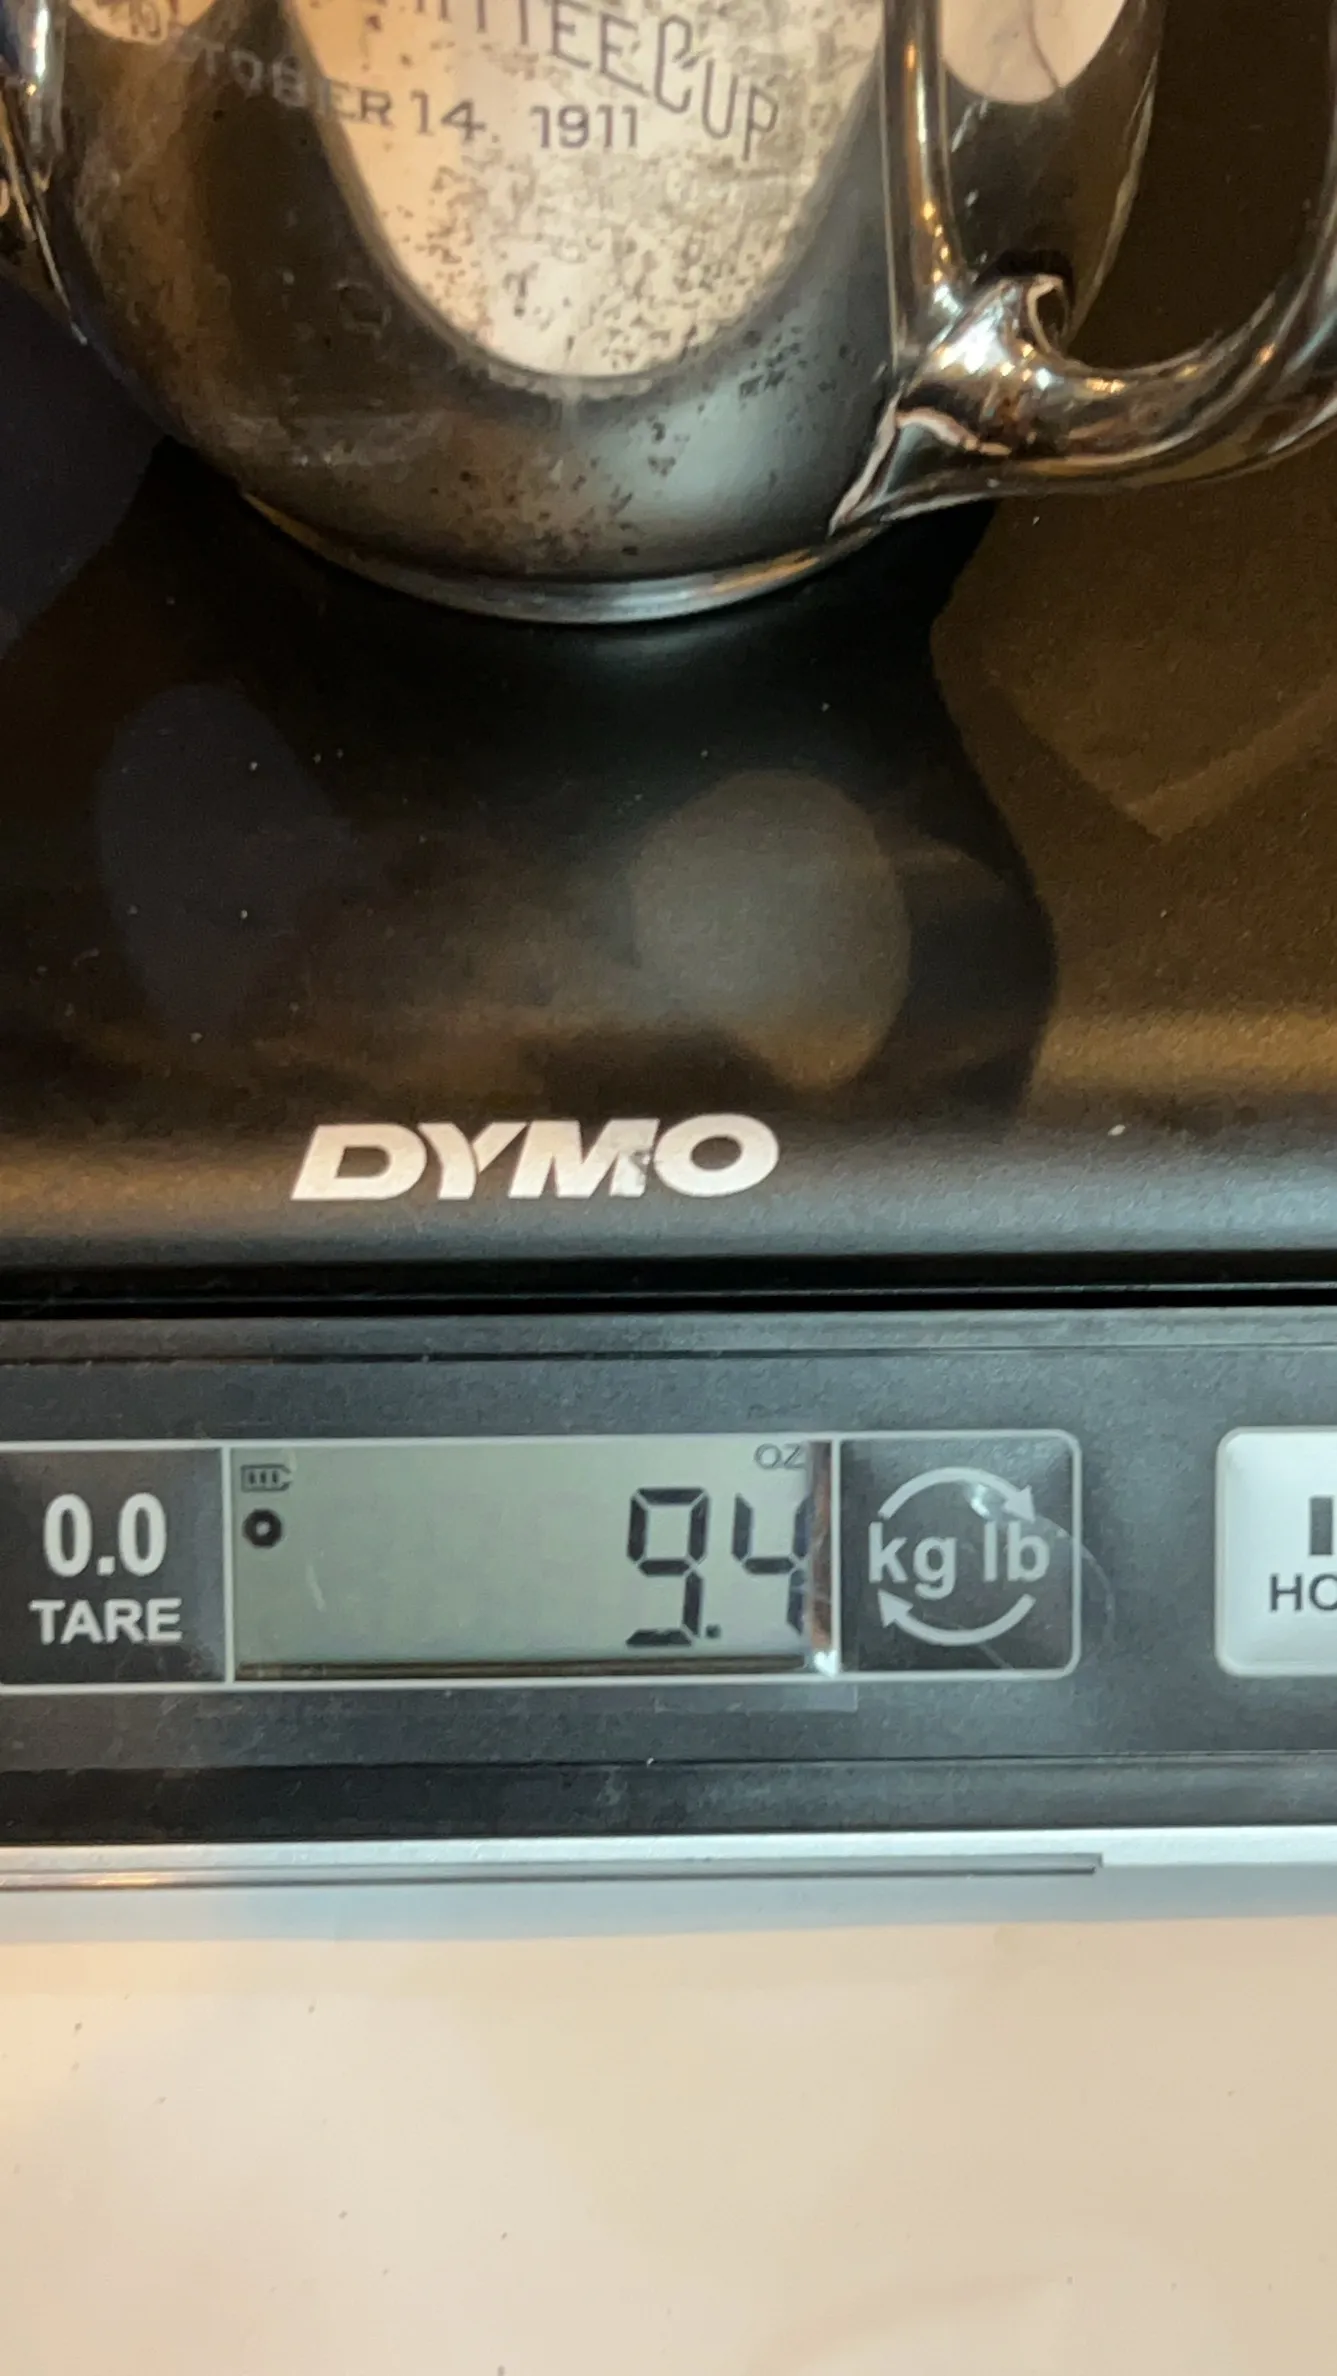 TTEE CUP
TOBER 14. 1911
DYMO
0.0
TARE
OZ
9.4
kg lb
HO